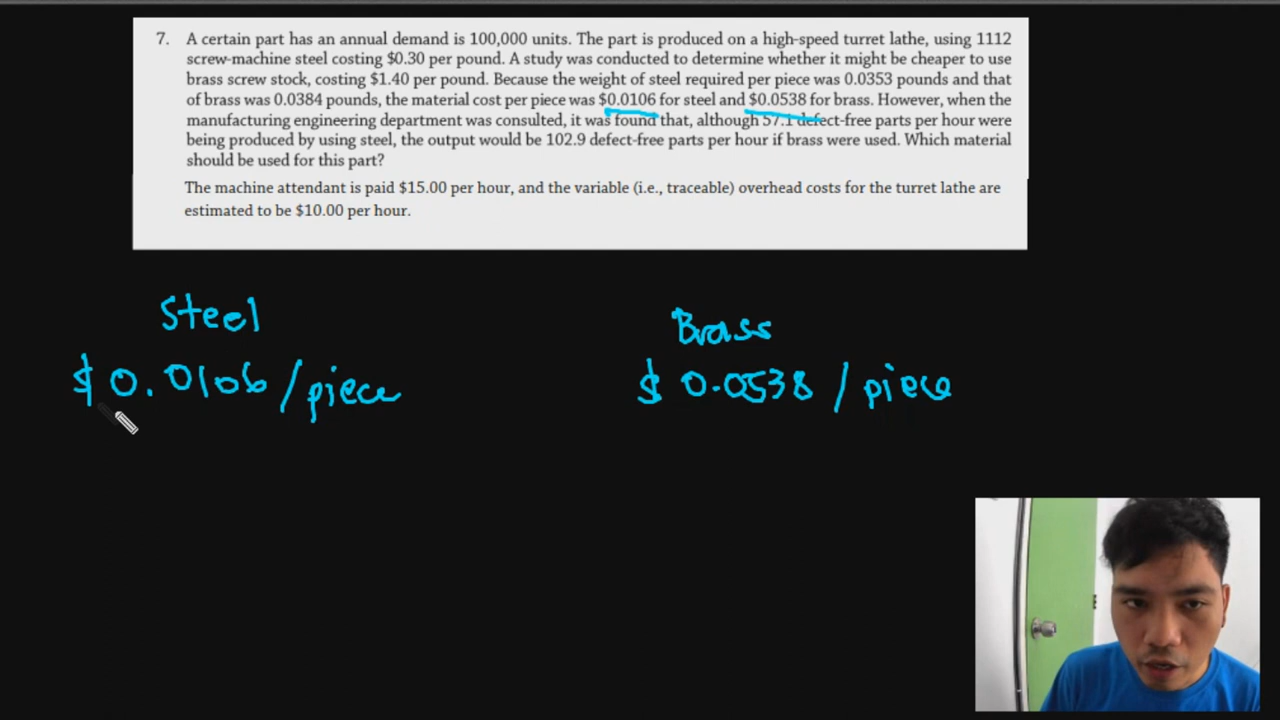 7. A certain part has an annual demand is 100,000 units. The part is produced on a high-speed turret lathe, using 1112
screw-machine steel costing $0.30 per pound. A study was conducted to determine whether it might be cheaper to use
brass screw stock, costing $1.40 per pound. Because the weight of steel required per piece was 0.0353 pounds and that
of brass was 0.0384 pounds, the material cost per piece was $0.0106 for steel and $0.0538 for brass. However, when the
manufacturing engineering department was consulted, it was found that, although 57.1 defect-free parts per hour were
being produced by using steel, the output would be 102.9 defect-free parts per hour if brass were used. Which material
should be used for this part?
The machine attendant is paid $15.00 per hour, and the variable (i.e., traceable) overhead costs for the turret lathe are
estimated to be $10.00 per hour.
Steel
Brass
$0.0106/piece
$0.0538/piece